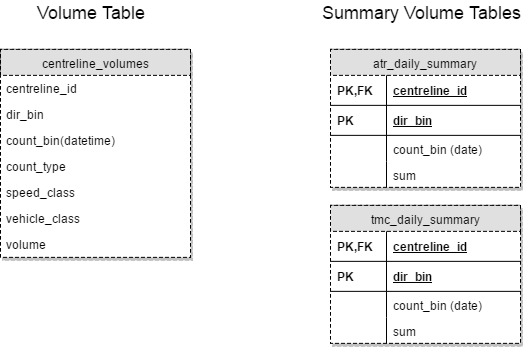 Volume Table
centreline_volumes
centreline_id
dir_bin
count_bin(datetime)
count_type
speed_class
vehicle_class
volume
Summary Volume Tables
atr_daily_summary
PK,FK centreline_id
PK dir_bin
count_bin (date)
sum
tmc_daily_summary
PK,FK centreline_id
PK dir_bin
count_bin (date)
sum